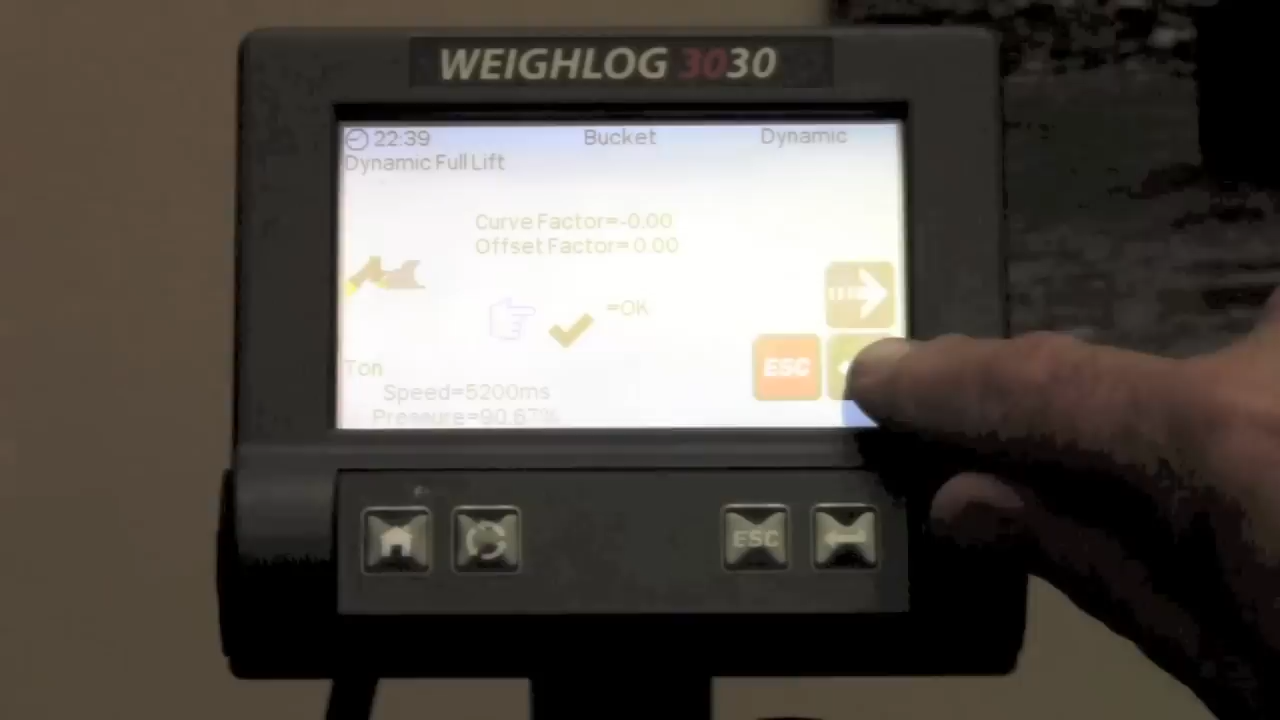 WEIGHLOG 3030
22:39 Bucket Dynamic
Dynamic Full Lift
Curve Factor=-0.00
Offset Factor= 0.00
=OK
Ton
ESC
Speed=5200ms
Pressure=90.67%
ESC